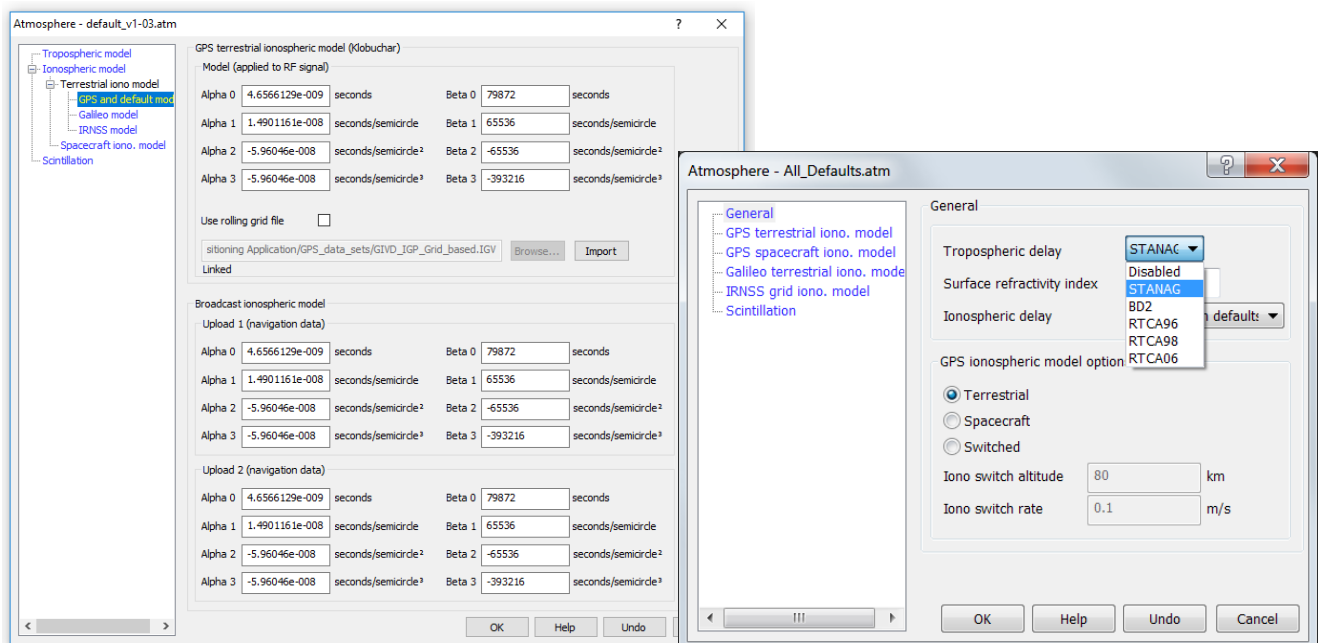 Atmosphere - default_v1-03.atm
? X
Tropospheric model
Ionospheric model
Terrestrial iono model
GPS and default mod
Galileo model
IRNSS model
Spacecraft iono. model
Scintillation
GPS terrestrial ionospheric model (Klobuchar)
Model (applied to RF signal)
Alpha 0 4.6566129e-009 seconds Beta 0 79872 seconds
Alpha 1 1.4901161e-008 seconds/semicircle Beta 1 65536 seconds/semicircle
Alpha 2 -5.96046e-008 seconds/semicircle² Beta 2 -65536 seconds/semicircle²
Alpha 3 -5.96046e-008 seconds/semicircle³ Beta 3 -393216 seconds/semicircle³
Use rolling grid file
sitioning Application/GPS_data_sets/GIVD_IGP_Grid_based.IGV Browse... Import
Linked
Broadcast ionospheric model
Upload 1 (navigation data)
Alpha 0 4.6566129e-009 seconds Beta 0 79872 seconds
Alpha 1 1.4901161e-008 seconds/semicircle Beta 1 65536 seconds/semicircle
Alpha 2 -5.96046e-008 seconds/semicircle² Beta 2 -65536 seconds/semicircle²
Alpha 3 -5.96046e-008 seconds/semicircle³ Beta 3 -393216 seconds/semicircle³
Upload 2 (navigation data)
Alpha 0 4.6566129e-009 seconds Beta 0 79872 seconds
Alpha 1 1.4901161e-008 seconds/semicircle Beta 1 65536 seconds/semicircle
Alpha 2 -5.96046e-008 seconds/semicircle² Beta 2 -65536 seconds/semicircle²
Alpha 3 -5.96046e-008 seconds/semicircle³ Beta 3 -393216 seconds/semicircle³
OK Help Undo
Atmosphere - All_Defaults.atm
? X
General
GPS terrestrial iono. model
GPS spacecraft iono. model
Galileo terrestrial iono. mode
IRNSS grid iono. model
Scintillation
General
Tropospheric delay STANAG
Disabled
STANAG
BD2
RTCA96
RTCA98
RTCA06
Surface refractivity index
Ionospheric delay defaults
GPS ionospheric model option
Terrestrial
Spacecraft
Switched
Iono switch altitude 80 km
Iono switch rate 0.1 m/s
OK Help Undo Cancel